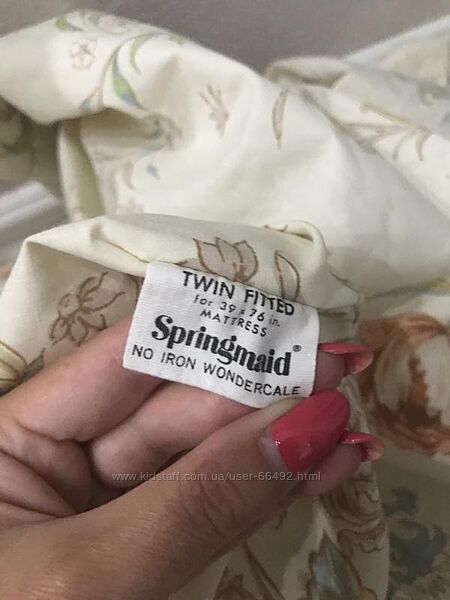 TWIN FITTED
for 39 x 76 in.
MATTRESS
Springmaid®
NO IRON WONDERCALE
www.kidstaff.com.ua/user-66492.html